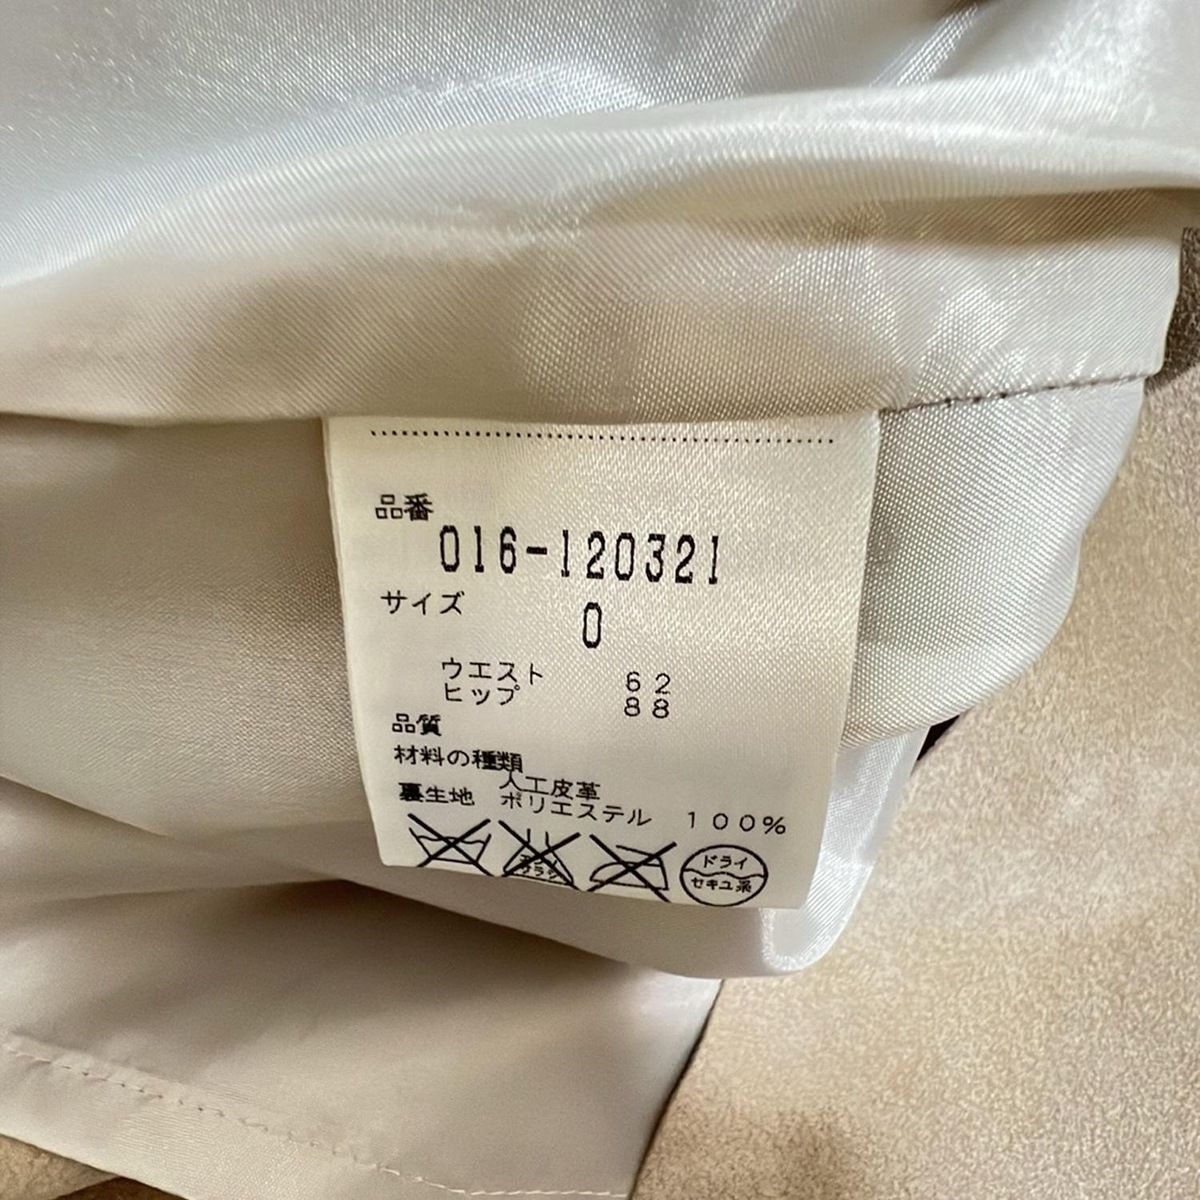 品番
016-120321
サイズ 0
ウエスト 62
ヒップ 88
品質
材料の種類
人工皮革
裏生地 ポリエステル 100%
ドライ
セキユ系